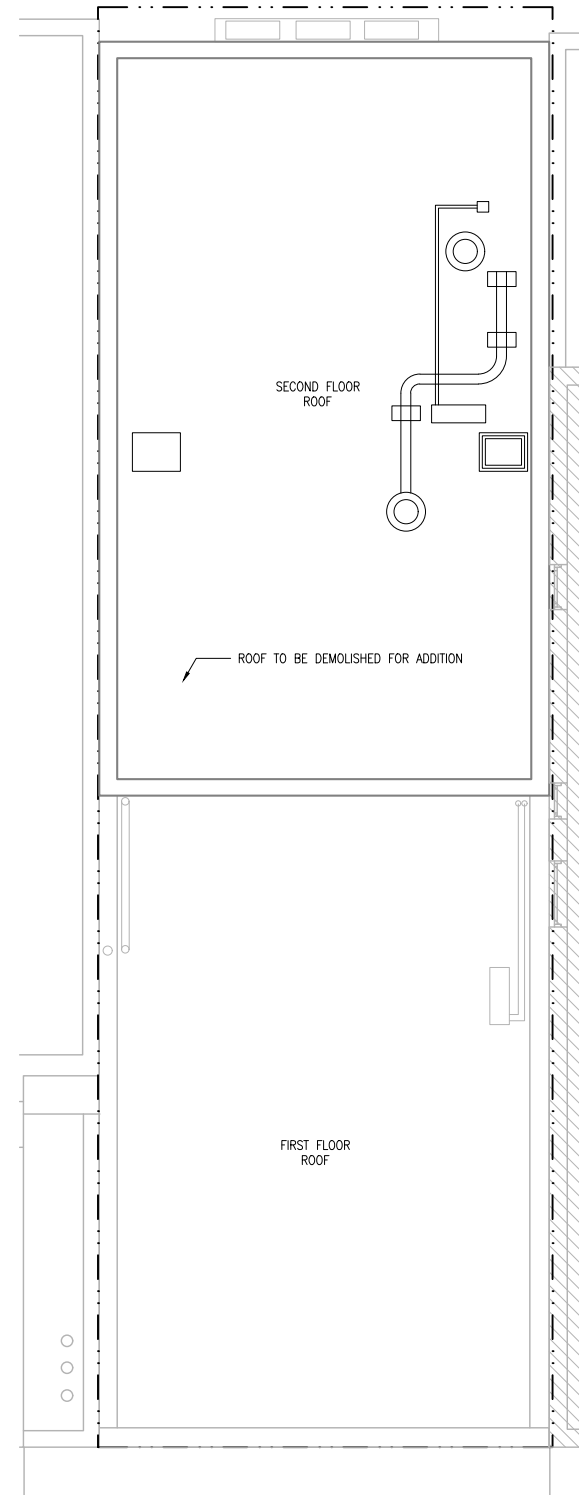 SECOND FLOOR
ROOF
ROOF TO BE DEMOLISHED FOR ADDITION
FIRST FLOOR
ROOF